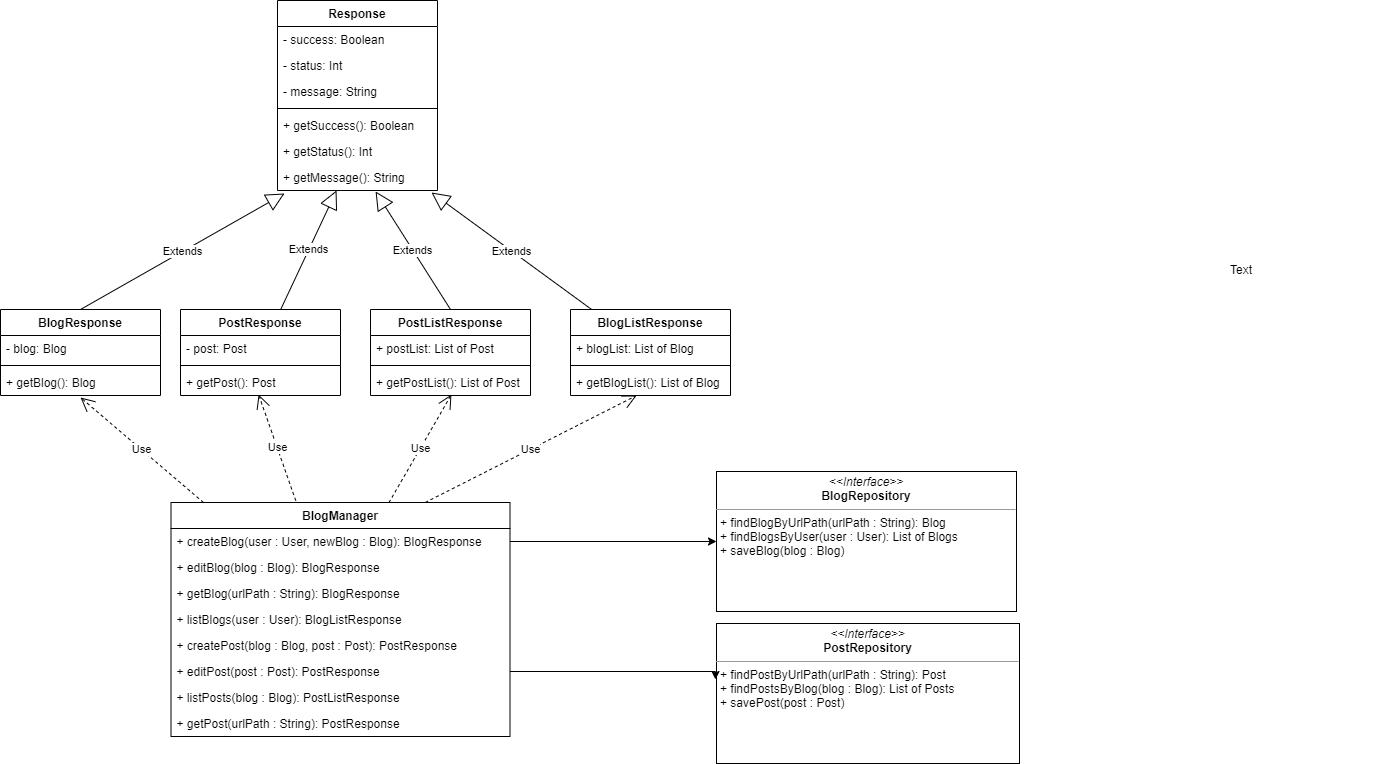 Response
- success: Boolean
- status: Int
- message: String
+ getSuccess(): Boolean
+ getStatus(): Int
+ getMessage(): String
Extends
Extends
Extends
Extends
Text
BlogResponse
- blog: Blog
+ getBlog(): Blog
PostResponse
- post: Post
+ getPost(): Post
PostListResponse
+ postList: List of Post
+ getPostList(): List of Post
BlogListResponse
+ blogList: List of Blog
+ getBlogList(): List of Blog
Use
Use
Use
Use
BlogManager
+ createBlog(user : User, newBlog : Blog): BlogResponse
+ editBlog(blog : Blog): BlogResponse
+ getBlog(urlPath : String): BlogResponse
+ listBlogs(user : User): BlogListResponse
+ createPost(blog : Blog, post : Post): PostResponse
+ editPost(post : Post): PostResponse
+ listPosts(blog : Blog): PostListResponse
+ getPost(urlPath : String): PostResponse
<<Interface>>
BlogRepository
+ findBlogByUrlPath(urlPath : String): Blog
+ findBlogsByUser(user : User): List of Blogs
+ saveBlog(blog : Blog)
<<Interface>>
PostRepository
+ findPostByUrlPath(urlPath : String): Post
+ findPostsByBlog(blog : Blog): List of Posts
+ savePost(post : Post)